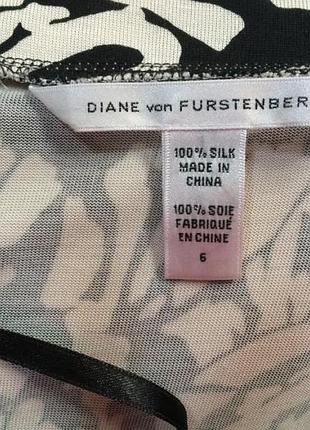 DIANE von FURSTENBER
100% SILK
MADE IN
CHINA
100% SOIE
FABRIQUÉ
EN CHINE
6